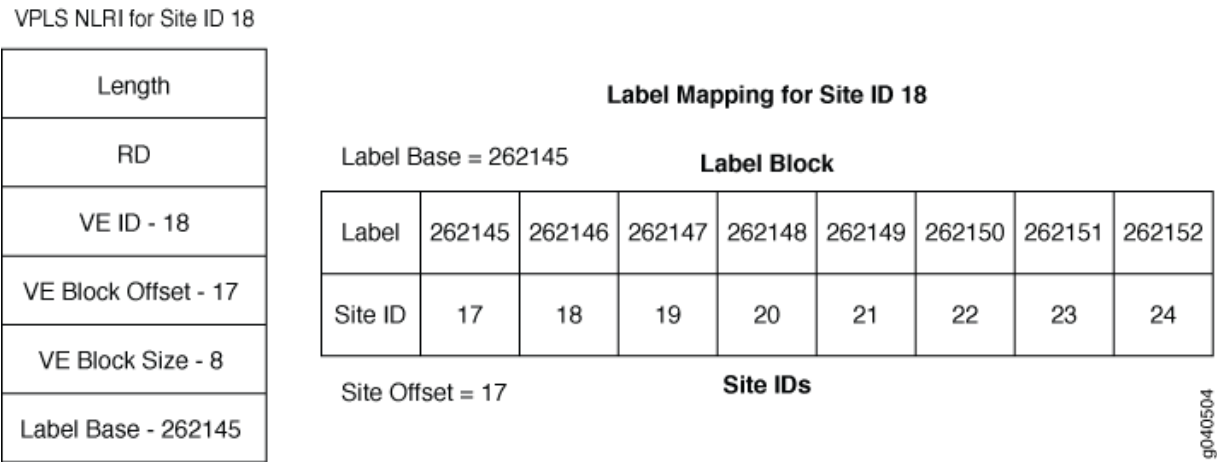 VPLS NLRI for Site ID 18
Length
RD
VE ID - 18
VE Block Offset - 17
VE Block Size - 8
Label Base - 262145
Label Mapping for Site ID 18
Label Base = 262145
Label Block
Label 262145 262146 262147 262148 262149 262150 262151 262152
Site ID 17 18 19 20 21 22 23 24
Site Offset = 17
Site IDs
g040504